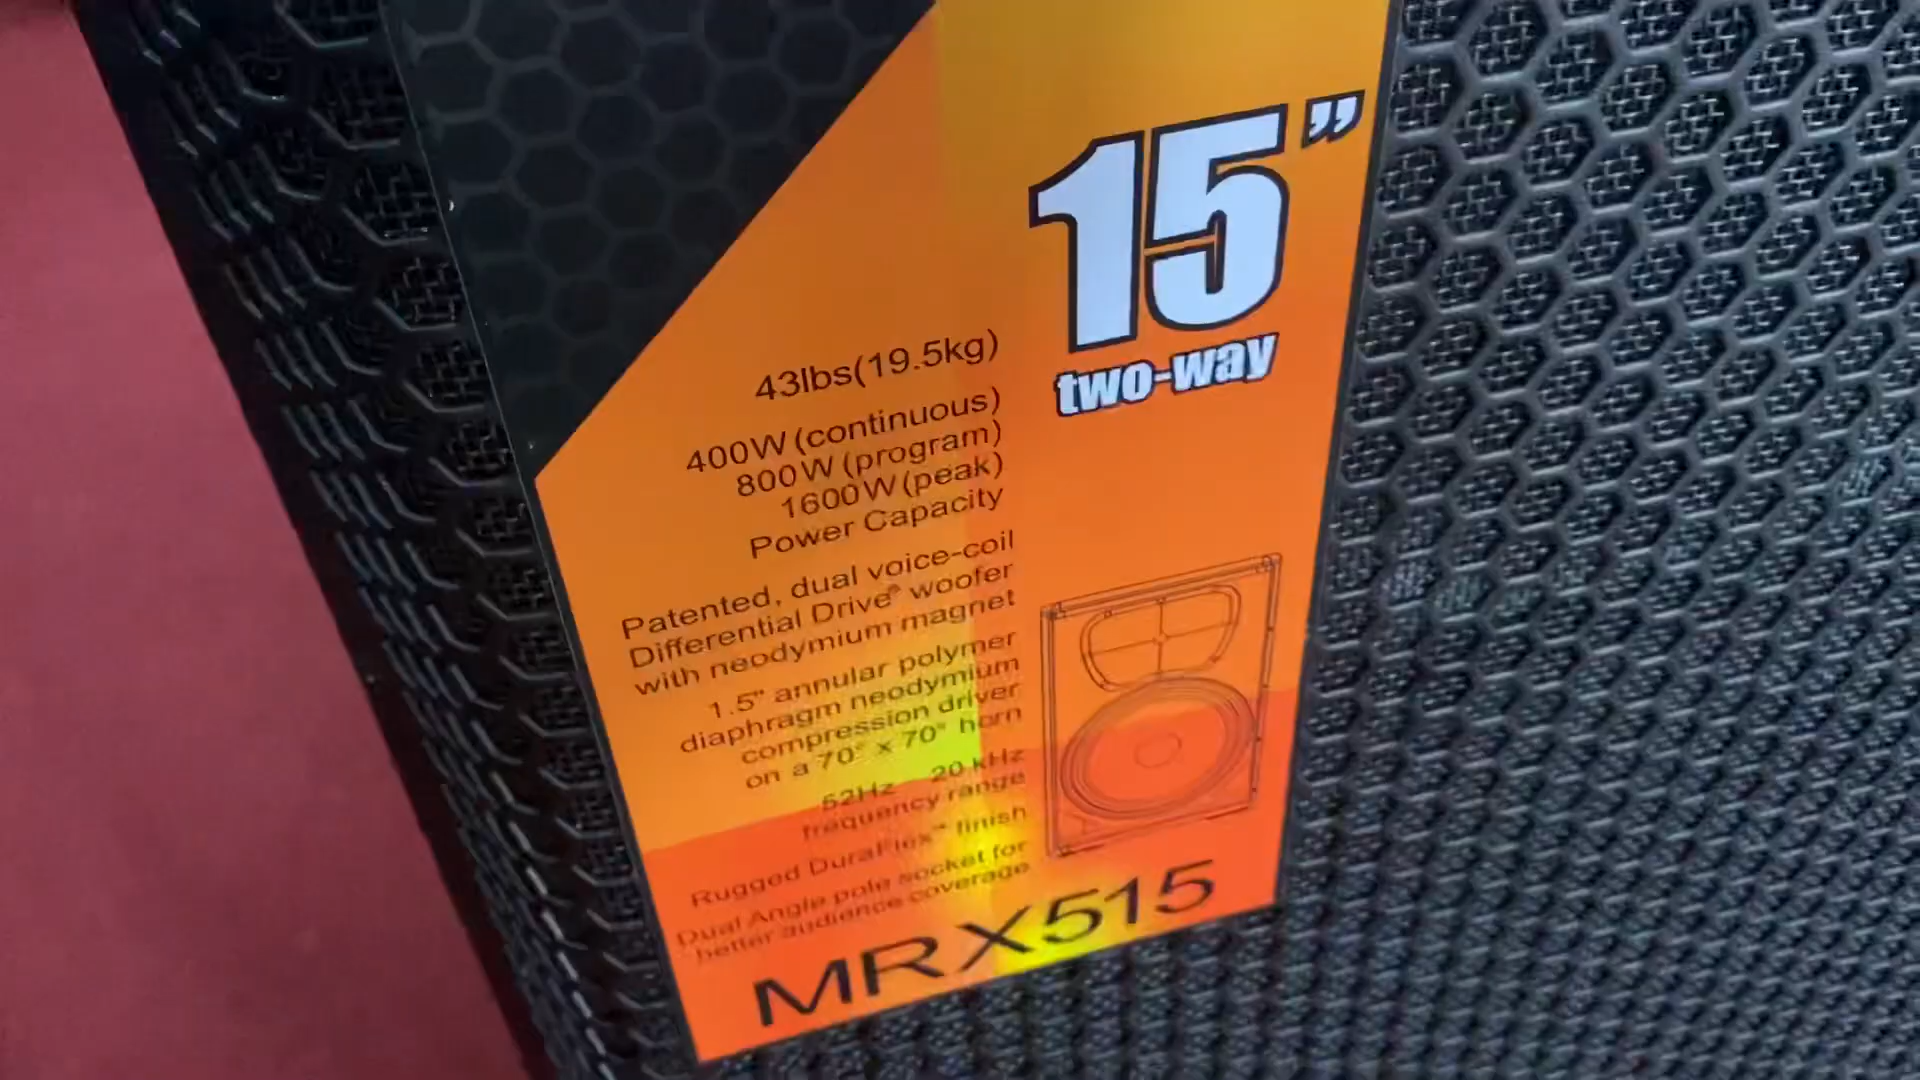 15”
two-way
43lbs(19.5kg)
400W (continuous)
800W (program)
1600W (peak)
Power Capacity
Patented, dual voice-coil
Differential Drive® woofer
with neodymium magnet
1.5" annular polymer
diaphragm neodymium
compression driver
on a 70° x 70° horn
52Hz 20 kHz
frequency range
Rugged DuraFlex™ finish
Dual Angle pole socket for
better audience coverage
MRX515